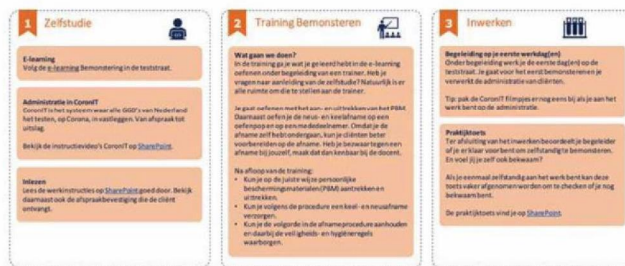 1 Zelfstudie
E-learning
Volg de e-learning Bemonstering in de teststraat.
Administratie in CoronIT
CoronIT is het systeem waar alle GGD's van Nederland
het testen, op Corona, in vastleggen. Van afspraak tot
uitslag.
Bekijk de instructievideo's CoronIT op SharePoint.
Inlezen
Lees de werkinstructies op SharePoint goed door. Bekijk
daarnaast ook de afspraakbevestiging die de cliënt
ontvangt.
2 Training Bemonsteren
Wat gaan we doen?
In de training ga je wat je geleerd hebt in de e-learning
oefenen onder begeleiding van een trainer. Heb je
vragen naar aanleiding van de zelfstudie? Natuurlijk is er
alle ruimte om die te stellen aan de trainer.
Je gaat oefenen met het aan- en uittrekken van het PBM.
Daarnaast oefen je de neus- en keelafname op een
oefenpop en op een mededeelnemer. Omdat je de
afname zelf hebt ondergaan, kun je cliënten beter
voorbereiden op de afname. Heb je bezwaar tegen een
afname bij jouzelf, maak dat dan kenbaar bij de docent.
Na afloop van de training:
• Kun je op de juiste wijze persoonlijke
beschermingsmaterialen (PBM) aantrekken en
uittrekken.
• Kun je volgens de procedure een keel- en neusafname
verzorgen.
• Kun je de volgorde in de afnameprocedure aanhouden
en daarbij de veiligheids- en hygiëneregels
waarborgen.
3 Inwerken
Begeleiding op je eerste werkdag(en)
Onder begeleiding werk je de eerste dag(en) op de
teststraat. Je gaat voor het eerst bemonsteren en je
verwerkt de administratie van cliënten.
Tip: pak de CoronIT filmpjes er nog eens bij als je aan het
werk bent op de administratie.
Praktijktoets
Ter afsluiting van het inwerken beoordeelt je begeleider
of je er klaar voor bent om zelfstandig te bemonsteren.
En voel jij je zelf ook bekwaam?
Als je eenmaal zelfstandig aan het werk bent kan deze
toets vaker afgenomen worden om te checken of je nog
bekwaam bent.
De praktijktoets vind je op SharePoint.